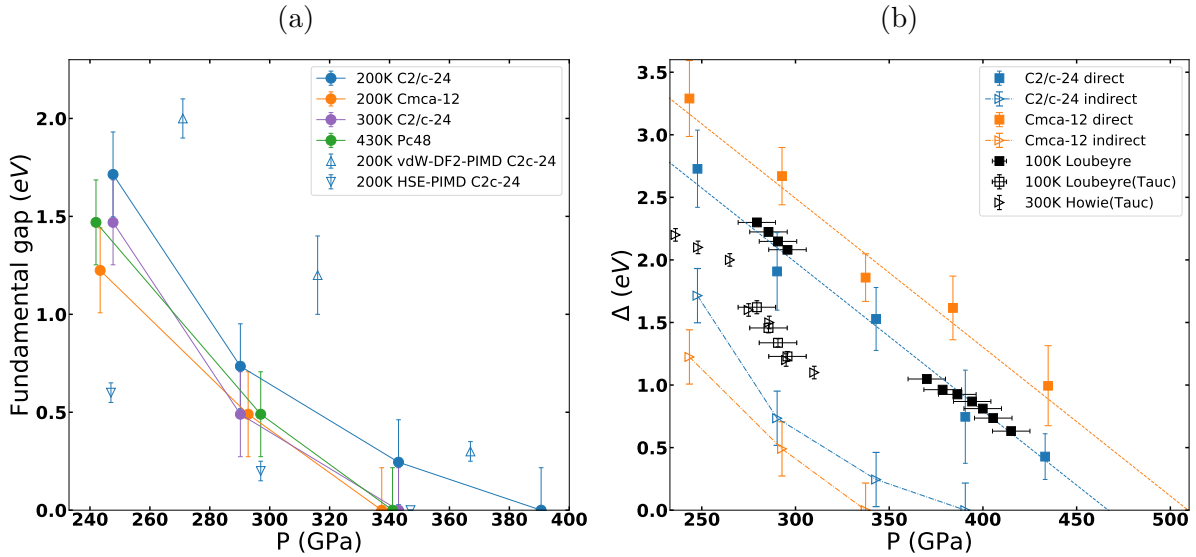 (a)
Fundamental gap (eV)
2.0
1.5
1.0
0.5
0.0
240 260 280 300 320 340 360 380 400
P (GPa)
200K C2/c-24
200K Cmca-12
300K C2/c-24
430K Pc48
200K vdW-DF2-PIMD C2c-24
200K HSE-PIMD C2c-24
(b)
Δ (eV)
3.5
3.0
2.5
2.0
1.5
1.0
0.5
0.0
250 300 350 400 450 500
P (GPa)
C2/c-24 direct
C2/c-24 indirect
Cmca-12 direct
Cmca-12 indirect
100K Loubeyre
100K Loubeyre(Tauc)
300K Howie(Tauc)